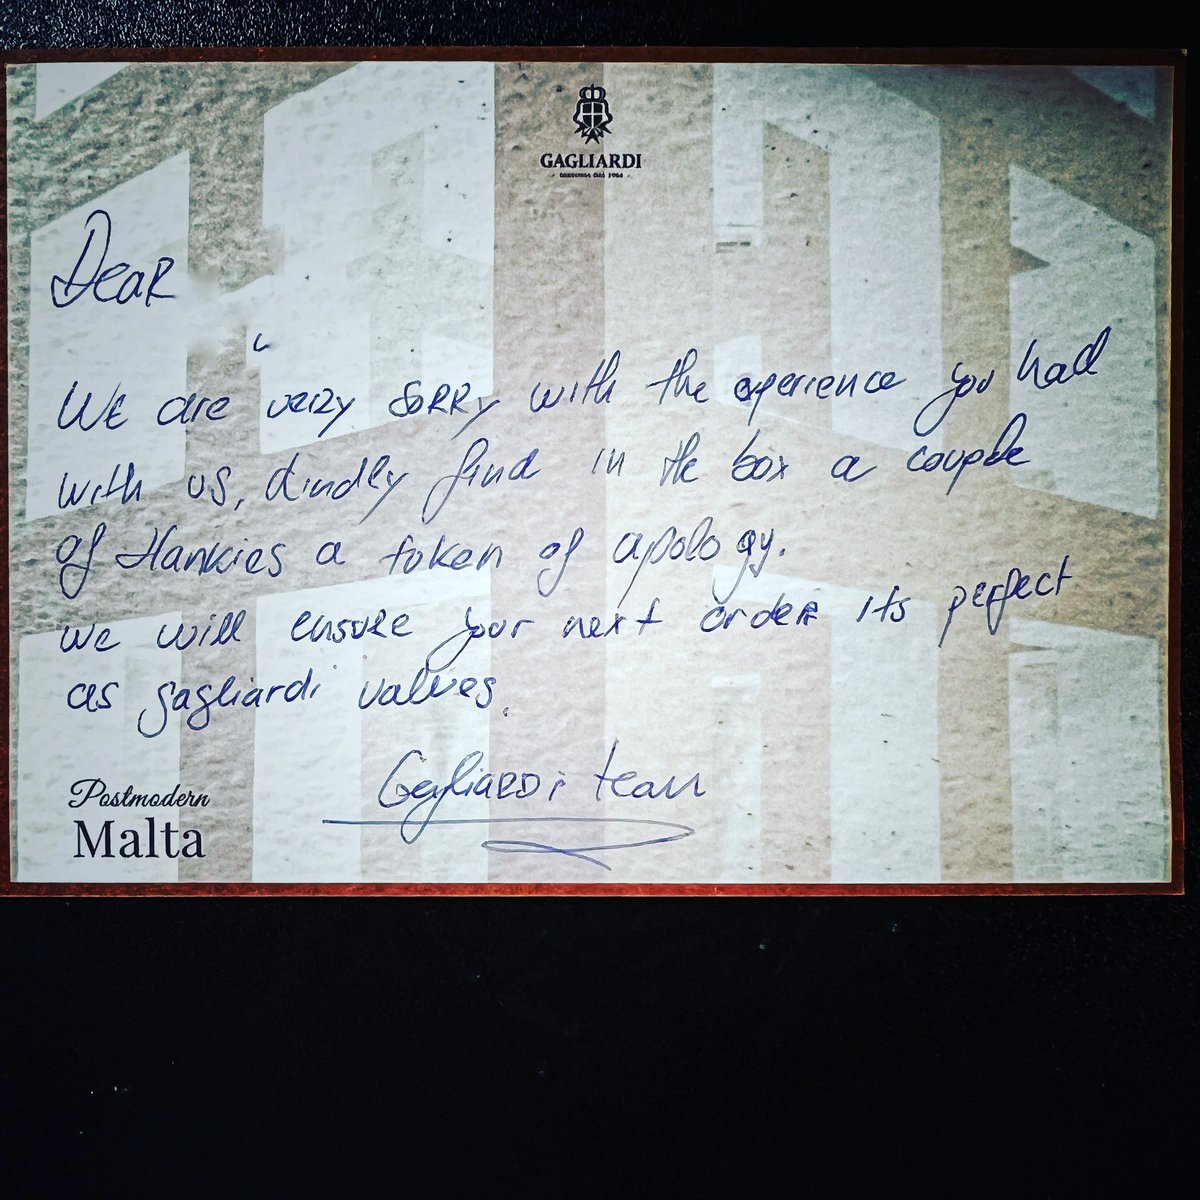 GAGLIARDI
Dear
We are very sorry with the experience you had
with us, kindly find in the box a couple
of Hankies a token of apology.
we will ensure your next order its perfect
as gagliardi values.
Gagliardi team
Postmodern
Malta